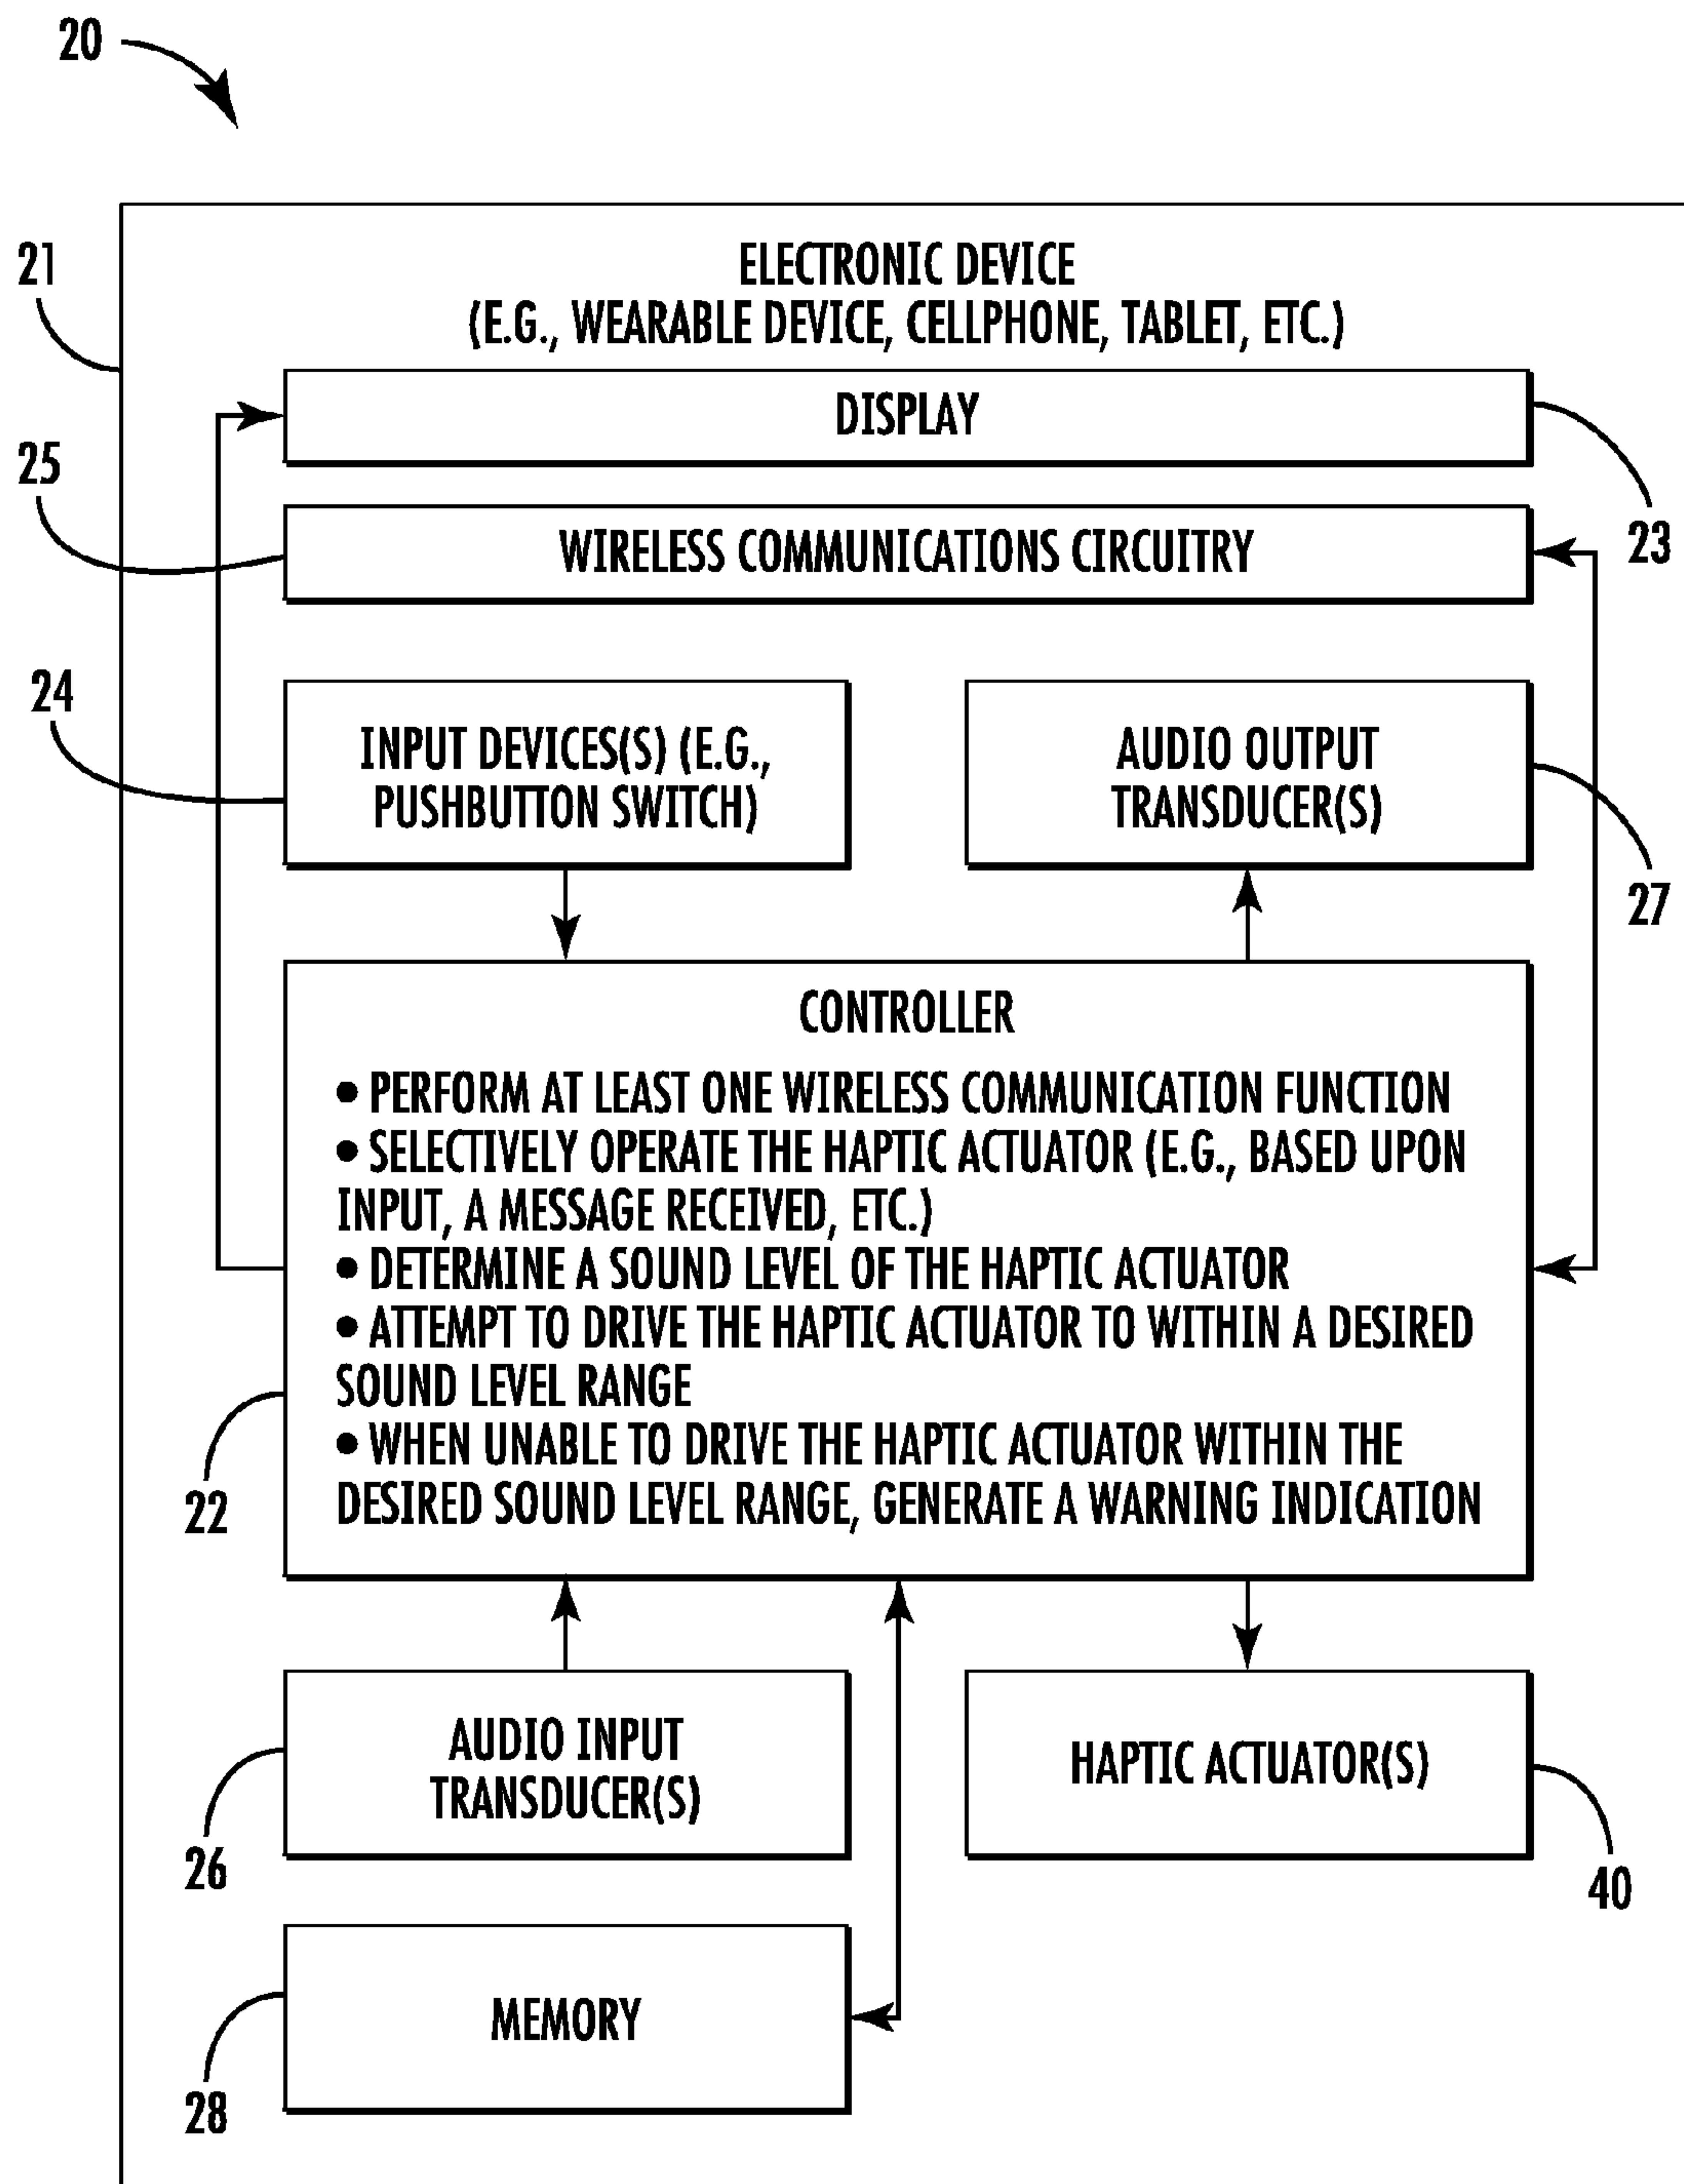 20
21
ELECTRONIC DEVICE
(E.G., WEARABLE DEVICE, CELLPHONE, TABLET, ETC.)
DISPLAY
25
WIRELESS COMMUNICATIONS CIRCUITRY
23
24
INPUT DEVICES(S) (E.G.,
PUSHBUTTON SWITCH)
AUDIO OUTPUT
TRANSDUCER(S)
27
CONTROLLER
• PERFORM AT LEAST ONE WIRELESS COMMUNICATION FUNCTION
• SELECTIVELY OPERATE THE HAPTIC ACTUATOR (E.G., BASED UPON
INPUT, A MESSAGE RECEIVED, ETC.)
• DETERMINE A SOUND LEVEL OF THE HAPTIC ACTUATOR
• ATTEMPT TO DRIVE THE HAPTIC ACTUATOR TO WITHIN A DESIRED
SOUND LEVEL RANGE
• WHEN UNABLE TO DRIVE THE HAPTIC ACTUATOR WITHIN THE
DESIRED SOUND LEVEL RANGE, GENERATE A WARNING INDICATION
22
AUDIO INPUT
TRANSDUCER(S)
26
HAPTIC ACTUATOR(S)
40
MEMORY
28